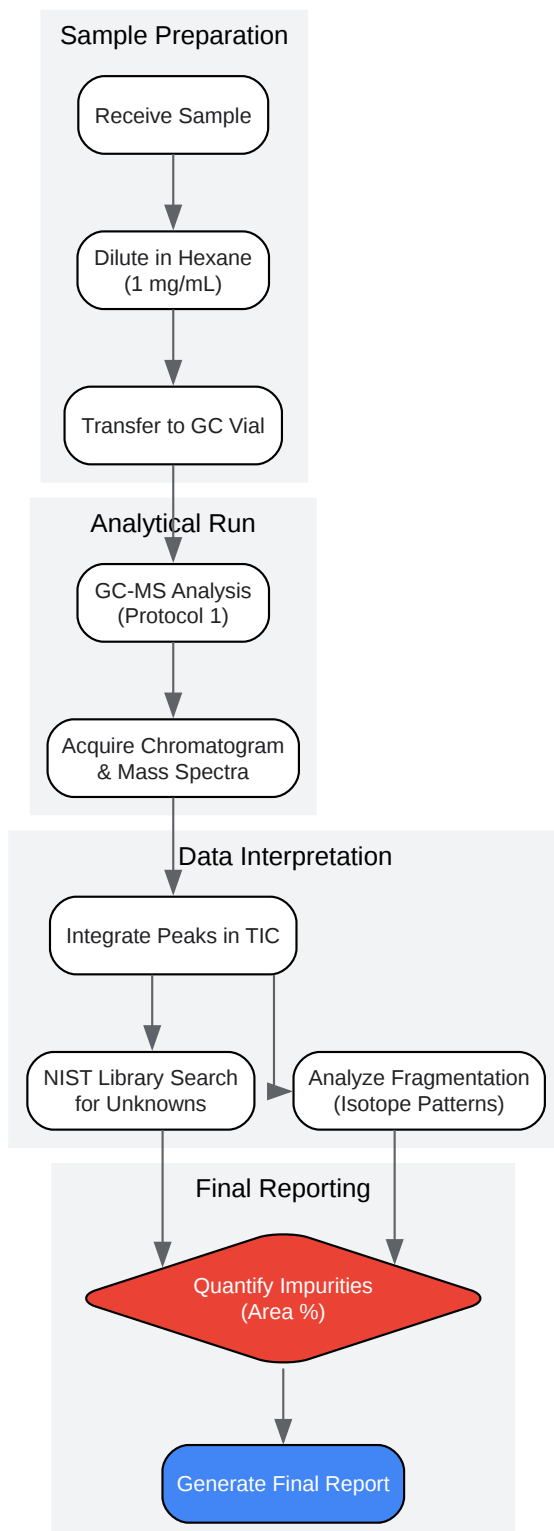 Sample Preparation
Receive Sample
Dilute in Hexane
(1 mg/mL)
Transfer to GC Vial
Analytical Run
GC-MS Analysis
(Protocol 1)
Acquire Chromatogram
& Mass Spectra
Data Interpretation
Integrate Peaks in TIC
NIST Library Search
for Unknowns
Analyze Fragmentation
(Isotope Patterns)
Final Reporting
Quantify Impurities
(Area %)
Generate Final Report